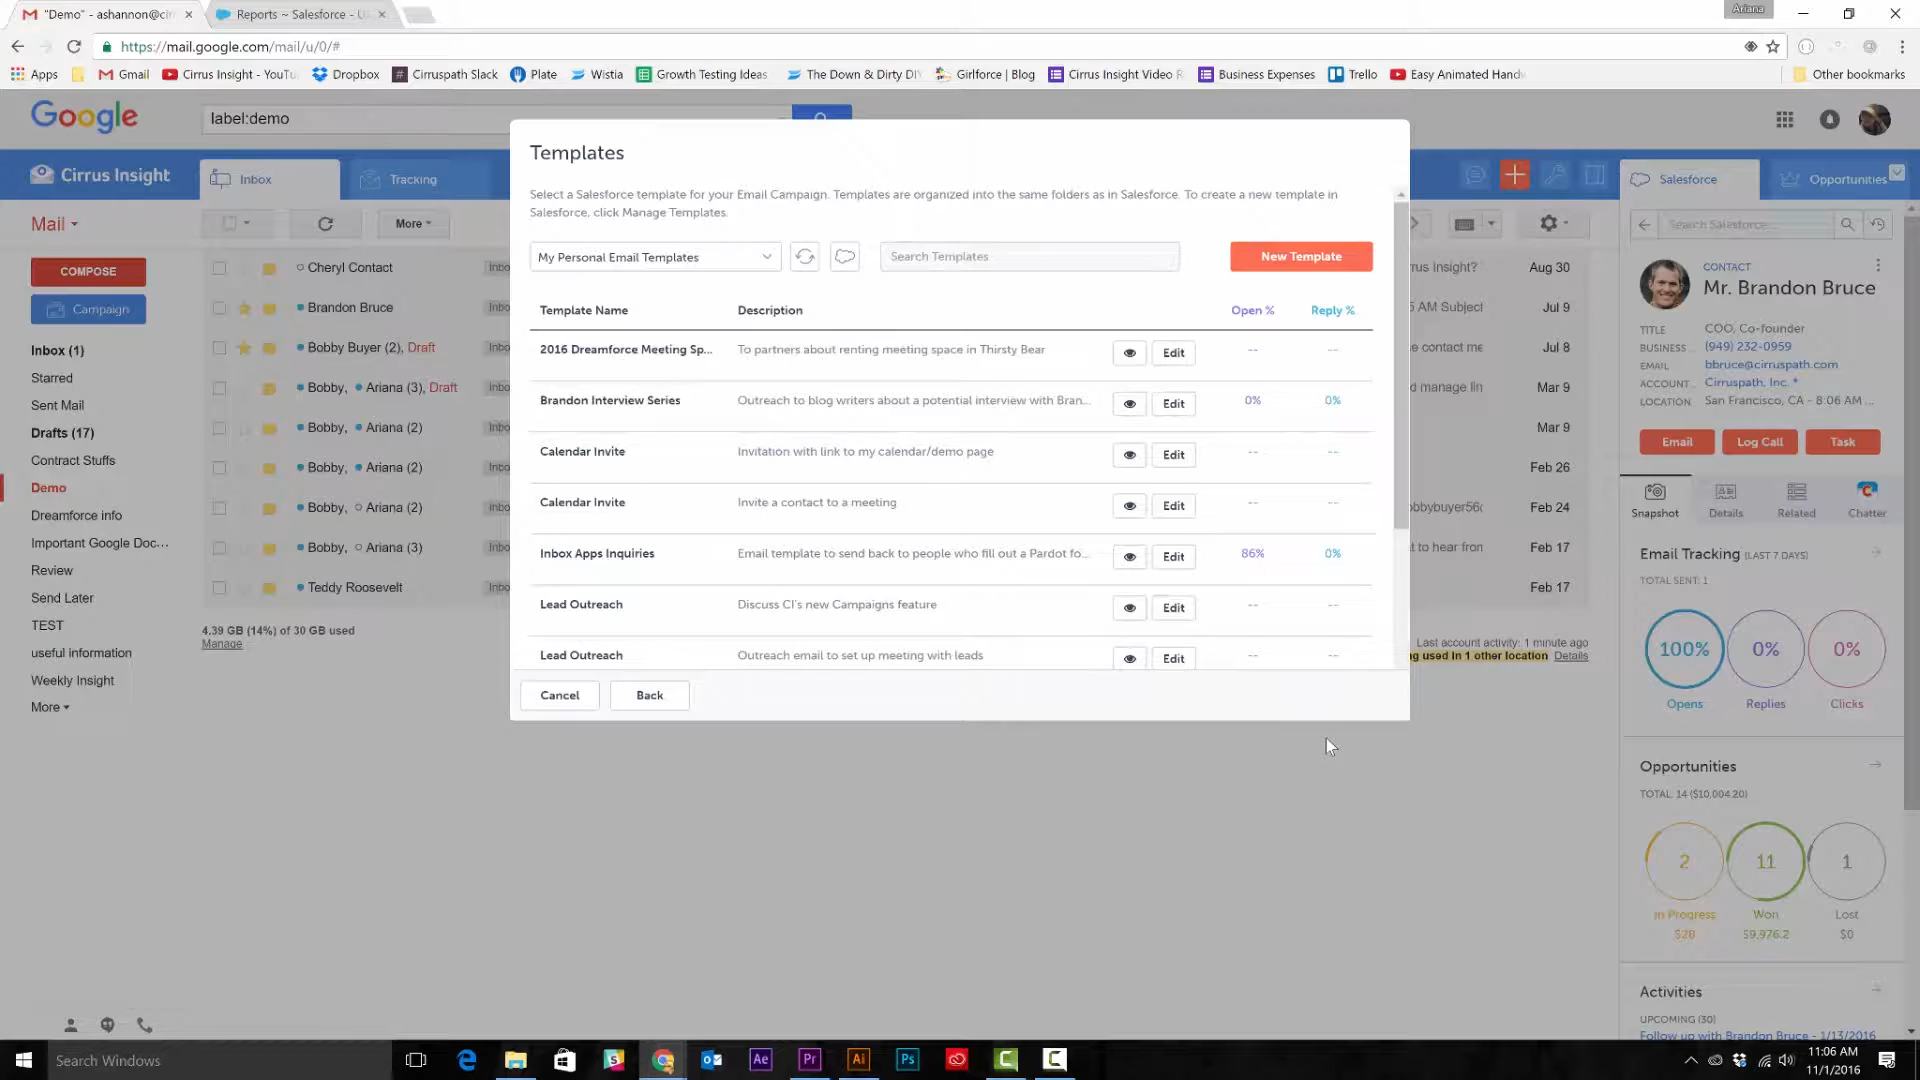 "Demo" - ashannon@cir
Reports ~ Salesforce - U
Ariana
https://mail.google.com/mail/u/0/#
Apps
Gmail
Cirrus Insight - YouTu
Dropbox
Cirruspath Slack
Plate
Wistia
Growth Testing Ideas
The Down & Dirty DI
Girlforce | Blog
Cirrus Insight Video R
Business Expenses
Trello
Easy Animated Hand
Other bookmarks
Google
label:demo
Cirrus Insight
Inbox
Tracking
Salesforce
Opportunities
Mail
More
COMPOSE
Campaign
Inbox (1)
Starred
Sent Mail
Drafts (17)
Contract Stuffs
Demo
Dreamforce info
Important Google Doc...
Review
Send Later
TEST
useful information
Weekly Insight
More
Cheryl Contact
Inbo
Brandon Bruce
Inbo
Bobby Buyer (2), Draft
Inbo
Bobby, Ariana (3), Draft
Inbo
Bobby, Ariana (2)
Inbo
Bobby, Ariana (2)
Inbo
Bobby, Ariana (2)
Inbo
Bobby, Ariana (3)
Inbo
Teddy Roosevelt
Inbo
4.39 GB (14%) of 30 GB used
Manage
Templates
Select a Salesforce template for your Email Campaign. Templates are organized into the same folders as in Salesforce. To create a new template in
Salesforce, click Manage Templates.
My Personal Email Templates
Search Templates
New Template
Template Name
Description
Open %
Reply %
2016 Dreamforce Meeting Sp...
To partners about renting meeting space in Thirsty Bear
Edit
--
--
Brandon Interview Series
Outreach to blog writers about a potential interview with Bran...
Edit
0%
0%
Calendar Invite
Invitation with link to my calendar/demo page
Edit
--
--
Calendar Invite
Invite a contact to a meeting
Edit
--
--
Inbox Apps Inquiries
Email template to send back to people who fill out a Pardot fo...
Edit
86%
0%
Lead Outreach
Discuss CI's new Campaigns feature
Edit
--
--
Lead Outreach
Outreach email to set up meeting with leads
Edit
--
--
Cancel
Back
rus Insight?
Aug 30
5 AM Subject
Jul 9
e contact me
Jul 8
d manage lin
Mar 9
Mar 9
Feb 26
obbybuyer56
Feb 24
t to hear from
Feb 17
Feb 17
Last account activity: 1 minute ago
g used in 1 other location Details
Search Salesforce...
CONTACT
Mr. Brandon Bruce
TITLE
COO, Co-founder
BUSINESS ..
(949) 232-0959
EMAIL
bbruce@cirruspath.com
ACCOUNT
Cirruspath, Inc. *
LOCATION
San Francisco, CA - 8:06 AM ...
Email
Log Call
Task
Snapshot
Details
Related
Chatter
Email Tracking (LAST 7 DAYS)
TOTAL SENT: 1
100%
0%
0%
Opens
Replies
Clicks
Opportunities
TOTAL: 14 ($10,004.20)
2
11
1
In Progress
Won
Lost
$28
$9,976.2
$0
Activities
UPCOMING (30)
Follow up with Brandon Bruce - 1/13/2016
Search Windows
Ae
Pr
Ai
Ps
11:06 AM
11/1/2016